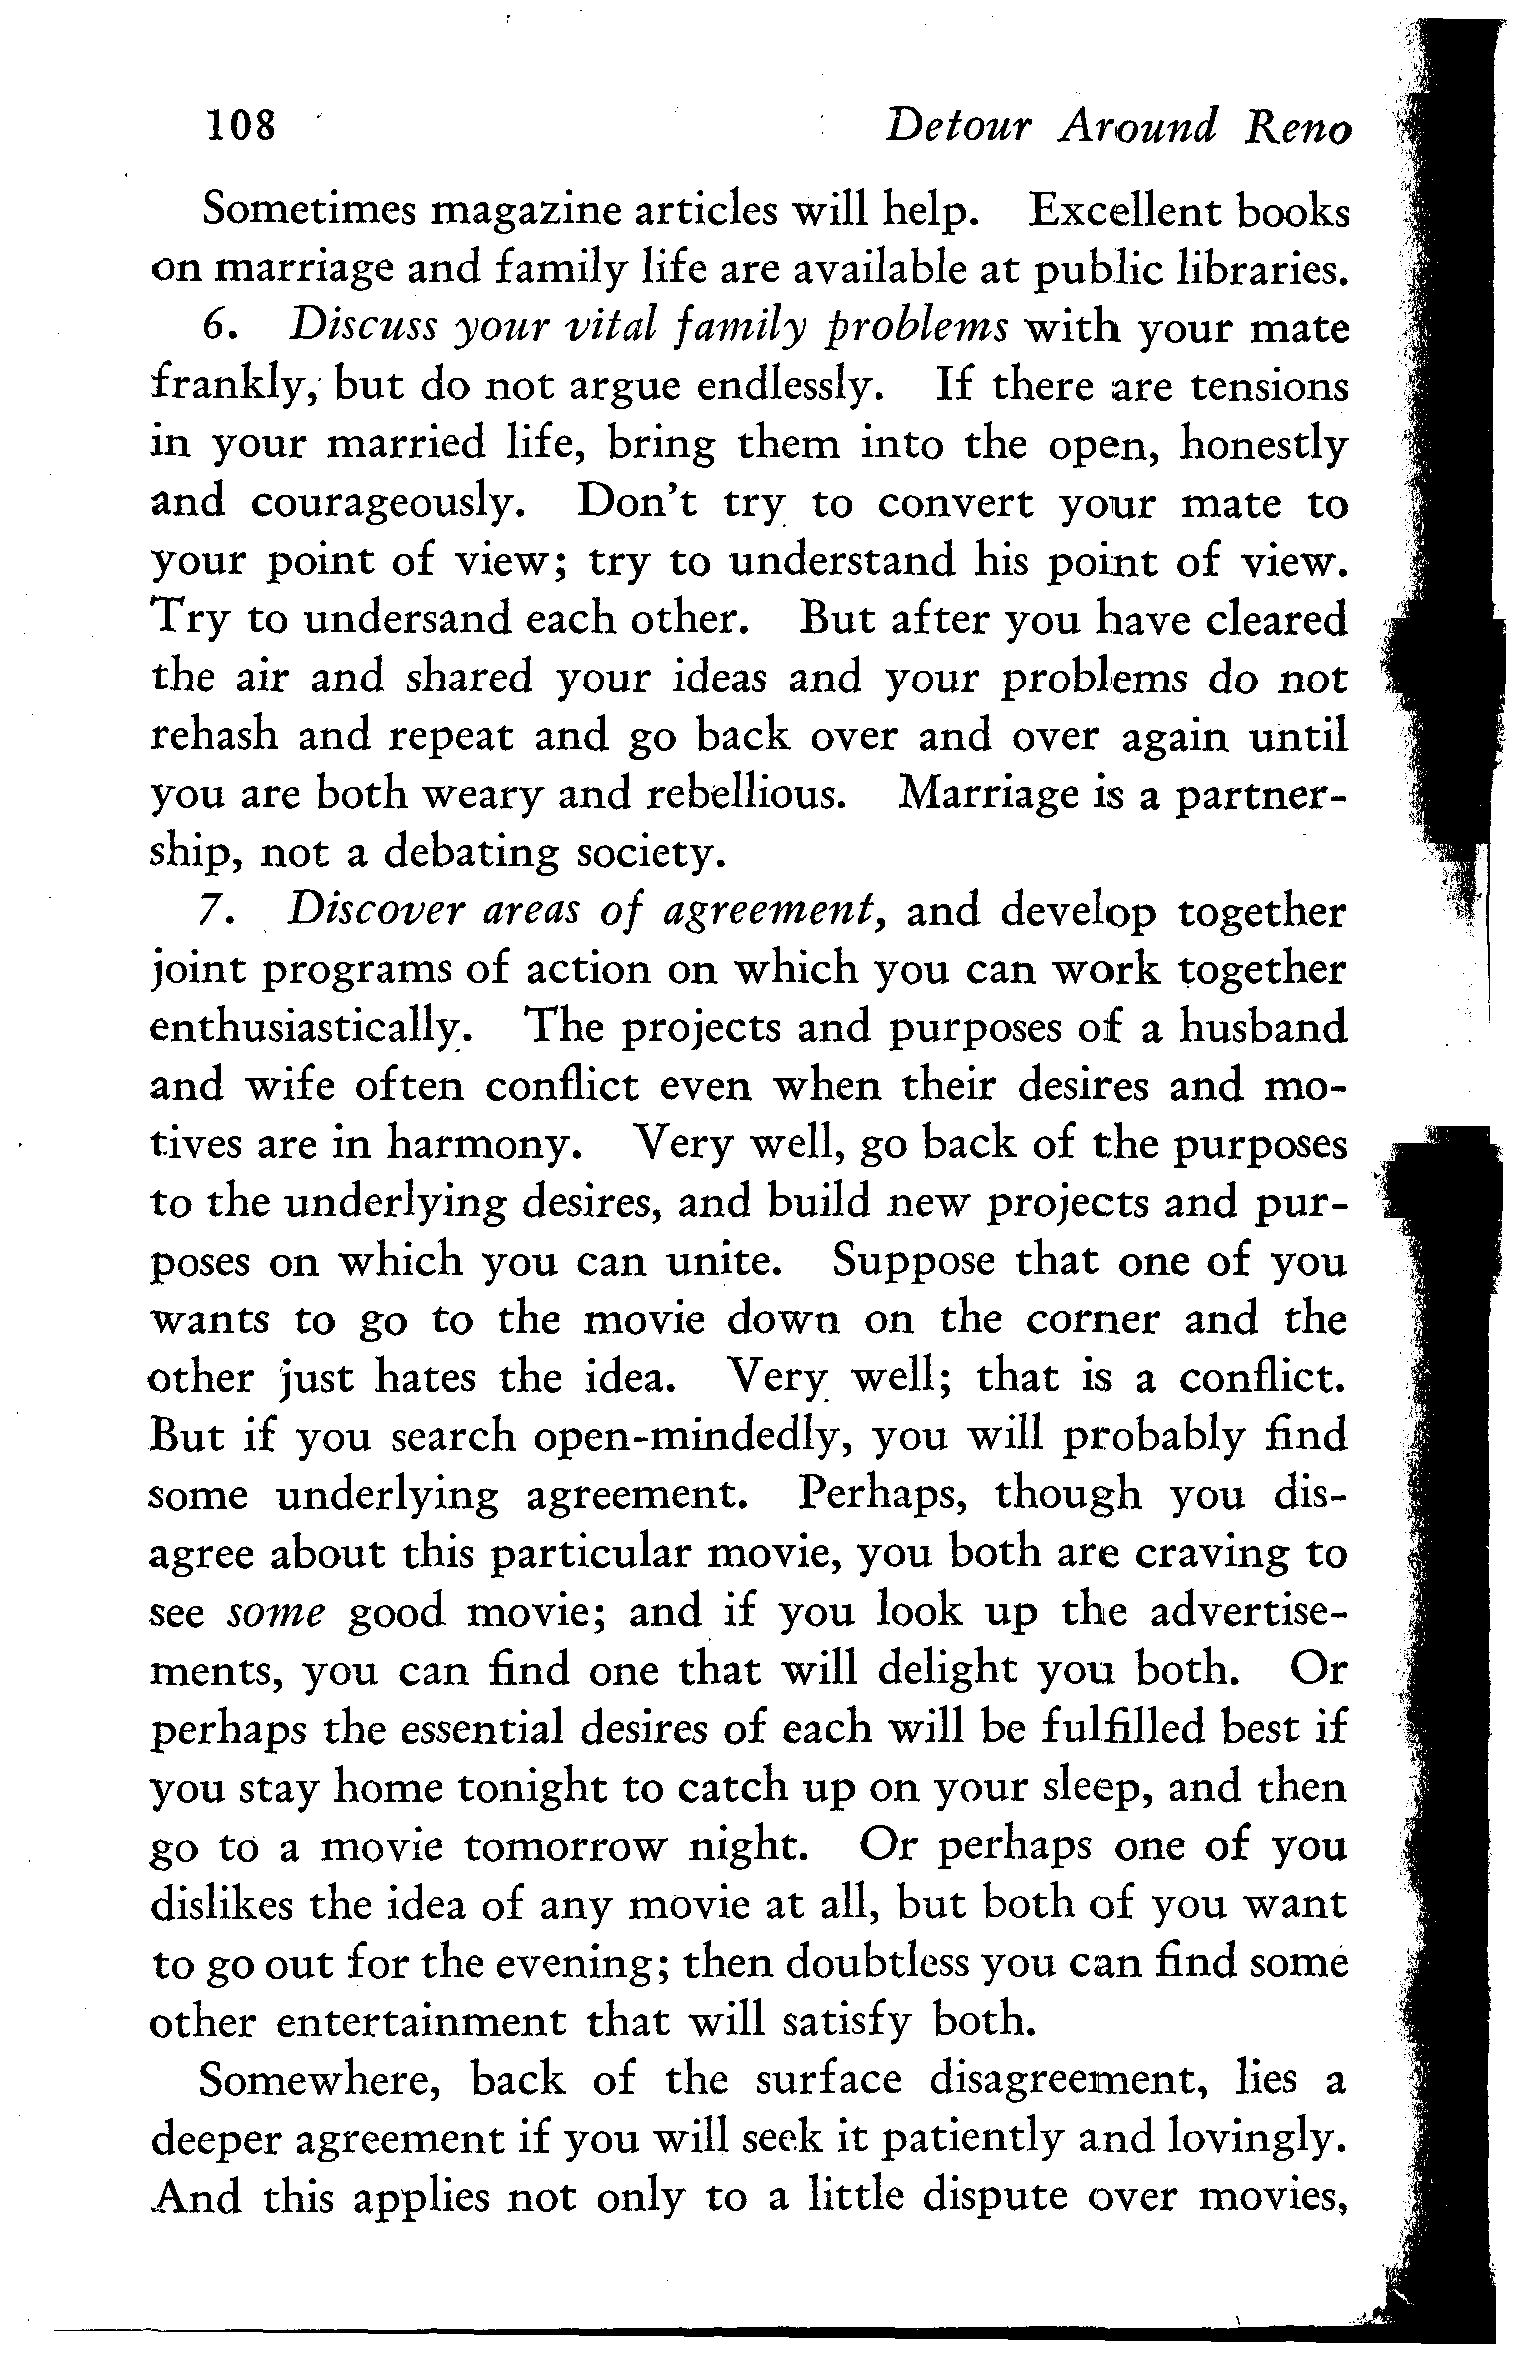 108 Detour Around Reno
Sometimes magazine articles will help. Excellent books
on marriage and family life are available at public libraries.
6. Discuss your vital family problems with your mate
frankly, but do not argue endlessly. If there are tensions
in your married life, bring them into the open, honestly
and courageously. Don't try to convert your mate to
your point of view; try to understand his point of view.
Try to undersand each other. But after you have cleared
the air and shared your ideas and your problems do not
rehash and repeat and go back over and over again until
you are both weary and rebellious. Marriage is a partner-
ship, not a debating society.
7. Discover areas of agreement, and develop together
joint programs of action on which you can work together
enthusiastically. The projects and purposes of a husband
and wife often conflict even when their desires and mo-
tives are in harmony. Very well, go back of the purposes
to the underlying desires, and build new projects and pur-
poses on which you can unite. Suppose that one of you
wants to go to the movie down on the corner and the
other just hates the idea. Very well; that is a conflict.
But if you search open-mindedly, you will probably find
some underlying agreement. Perhaps, though you dis-
agree about this particular movie, you both are craving to
see some good movie; and if you look up the advertise-
ments, you can find one that will delight you both. Or
perhaps the essential desires of each will be fulfilled best if
you stay home tonight to catch up on your sleep, and then
go to a movie tomorrow night. Or perhaps one of you
dislikes the idea of any movie at all, but both of you want
to go out for the evening; then doubtless you can find some
other entertainment that will satisfy both.
Somewhere, back of the surface disagreement, lies a
deeper agreement if you will seek it patiently and lovingly.
And this applies not only to a little dispute over movies,